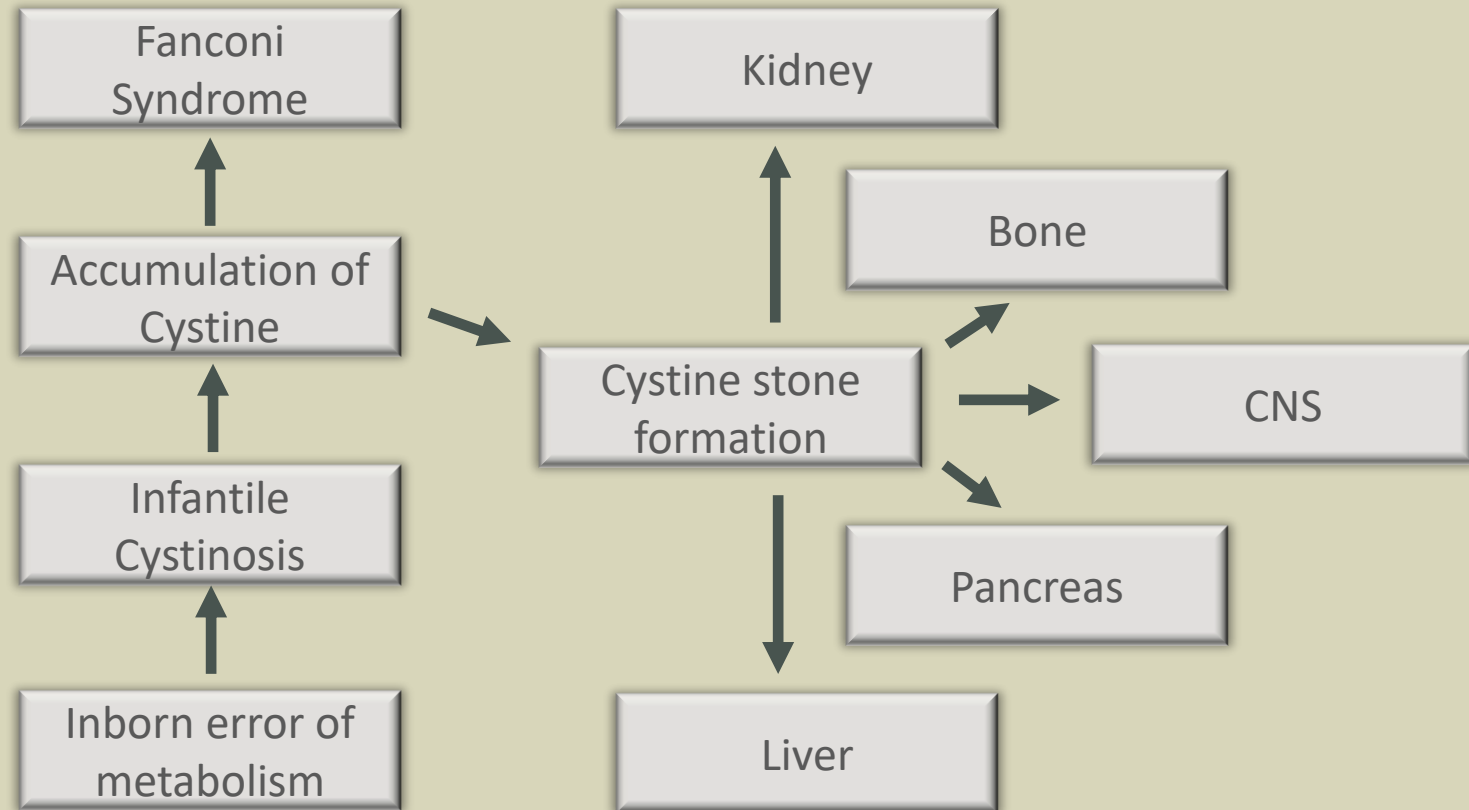 Fanconi
Syndrome
Kidney
Bone
Accumulation of
Cystine
Cystine stone
formation
CNS
Infantile
Cystinosis
Pancreas
Inborn error of
metabolism
Liver